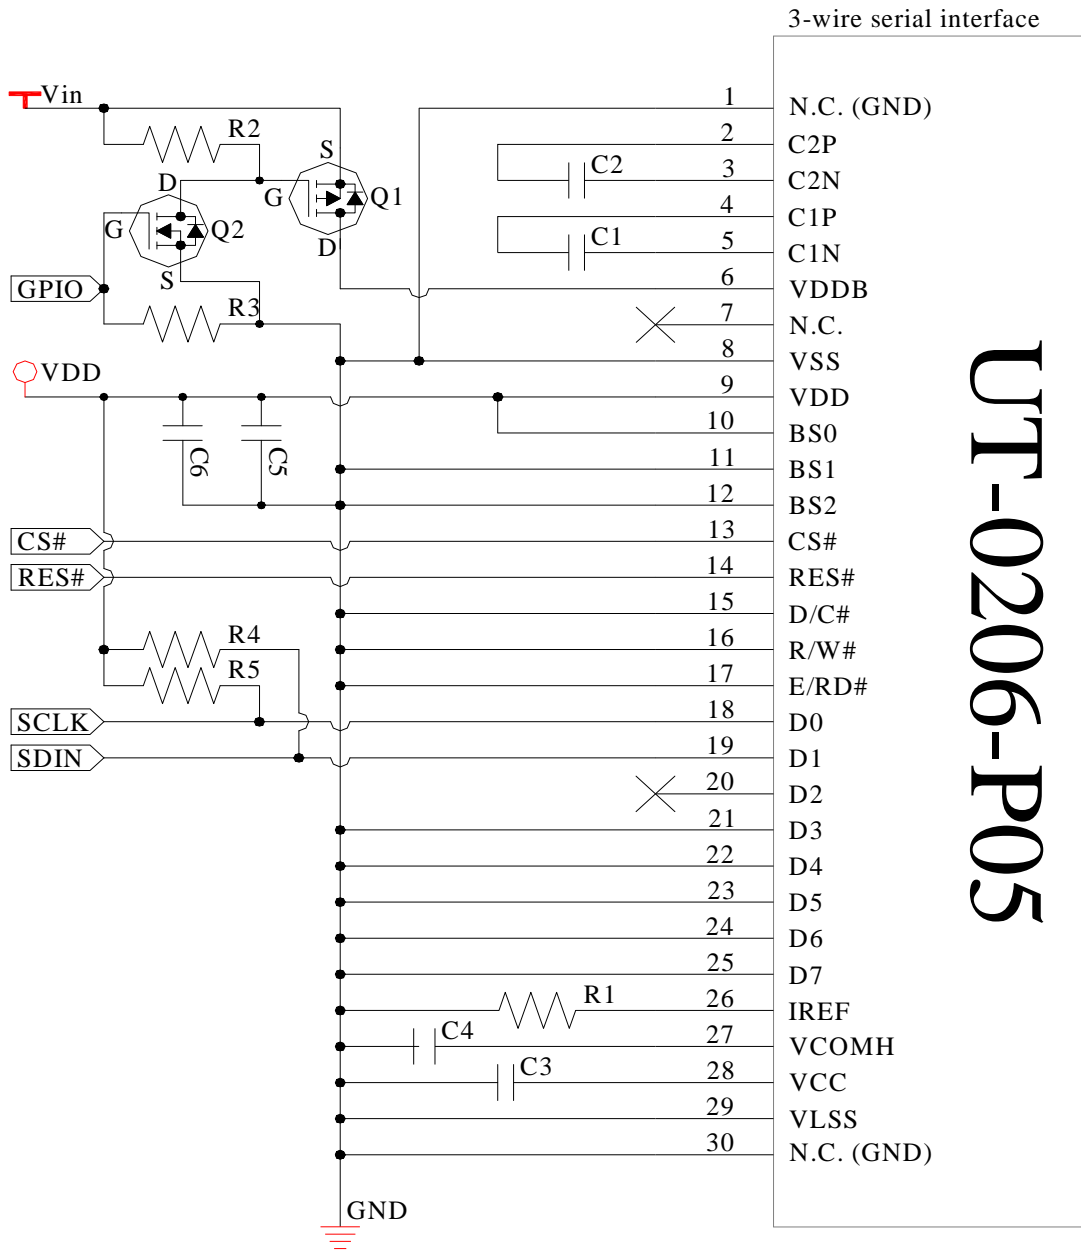 3-wire serial interface
Vin
1 N.C. (GND)
R2
2 C2P
S
C2
3 C2N
D
G Q1
4 C1P
G Q2
D
C1
5 C1N
S
GPIO
6 VDDB
R3
7 N.C.
8 VSS
VDD
9 VDD
10 BS0
C6 C5
11 BS1
12 BS2
CS#
13 CS#
RES#
14 RES#
15 D/C#
R4
16 R/W#
R5
17 E/RD#
SCLK
18 D0
SDIN
19 D1
20 D2
21 D3
22 D4
23 D5
24 D6
25 D7
R1
26 IREF
C4
27 VCOMH
C3
28 VCC
29 VLSS
30 N.C. (GND)
GND
UT-0206-P05